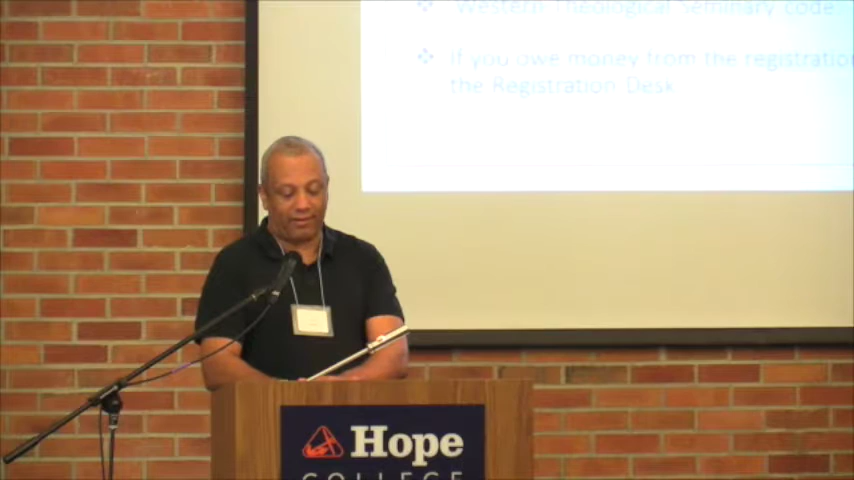 ❖ Western Theological Seminary code
❖ If you owe money from the registration
the Registration Desk
Hope
COLLEGE